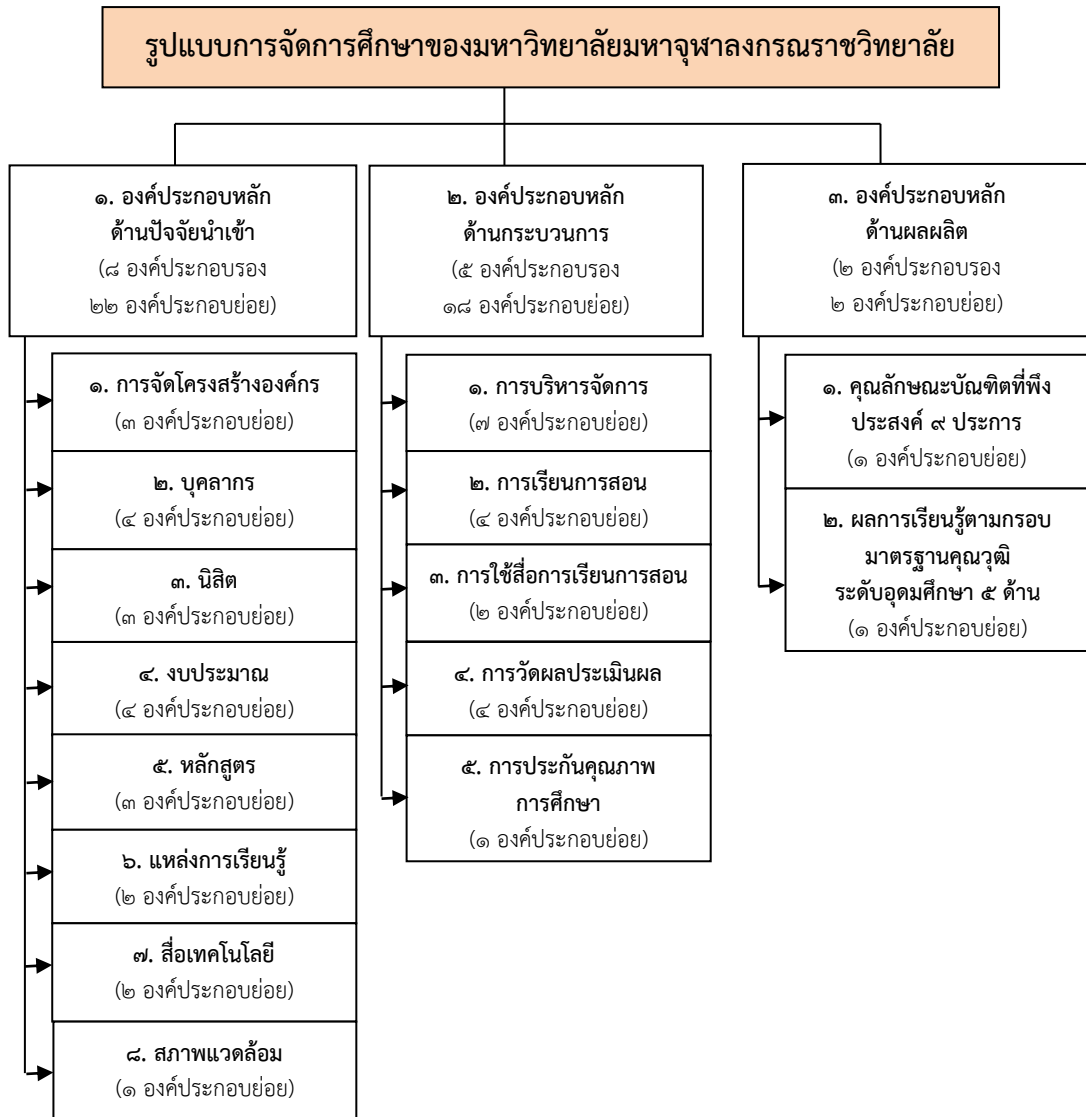 รูปแบบการจัดการศึกษาของมหาวิทยาลัยมหาจุฬาลงกรณราชวิทยาลัย
๑. องค์ประกอบหลัก
ด้านปัจจัยนำเข้า
(๘ องค์ประกอบรอง
๒๒ องค์ประกอบย่อย)
๑. การจัดโครงสร้างองค์กร
(๓ องค์ประกอบย่อย)
๒. บุคลากร
(๔ องค์ประกอบย่อย)
๓. นิสิต
(๓ องค์ประกอบย่อย)
๔. งบประมาณ
(๔ องค์ประกอบย่อย)
๕. หลักสูตร
(๓ องค์ประกอบย่อย)
๖. แหล่งการเรียนรู้
(๒ องค์ประกอบย่อย)
๗. สื่อเทคโนโลยี
(๒ องค์ประกอบย่อย)
๘. สภาพแวดล้อม
(๑ องค์ประกอบย่อย)
๒. องค์ประกอบหลัก
ด้านกระบวนการ
(๕ องค์ประกอบรอง
๑๘ องค์ประกอบย่อย)
๑. การบริหารจัดการ
(๗ องค์ประกอบย่อย)
๒. การเรียนการสอน
(๔ องค์ประกอบย่อย)
๓. การใช้สื่อการเรียนการสอน
(๒ องค์ประกอบย่อย)
๔. การวัดผลประเมินผล
(๔ องค์ประกอบย่อย)
๕. การประกันคุณภาพ
การศึกษา
(๑ องค์ประกอบย่อย)
๓. องค์ประกอบหลัก
ด้านผลผลิต
(๒ องค์ประกอบรอง
๒ องค์ประกอบย่อย)
๑. คุณลักษณะบัณฑิตที่พึง
ประสงค์ ๙ ประการ
(๑ องค์ประกอบย่อย)
๒. ผลการเรียนรู้ตามกรอบ
มาตรฐานคุณวุฒิ
ระดับอุดมศึกษา ๕ ด้าน
(๑ องค์ประกอบย่อย)